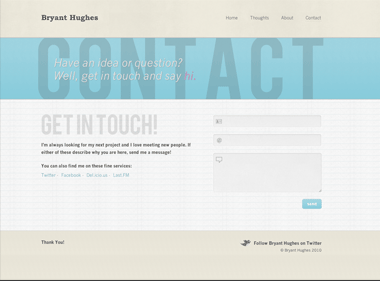 Bryant Hughes
Home Thoughts About Contact
CONTACT
Have an idea or question?
Well, get in touch and say hi.
GET IN TOUCH!
I'm always looking for my next project and I love meeting new people. If
either of these describe why you are here, send me a message!
You can also find me on these fine services:
Twitter - Facebook - Del.icio.us - Last.FM
SEND
Thank You!
Follow Bryant Hughes on Twitter
© Bryant Hughes 2010